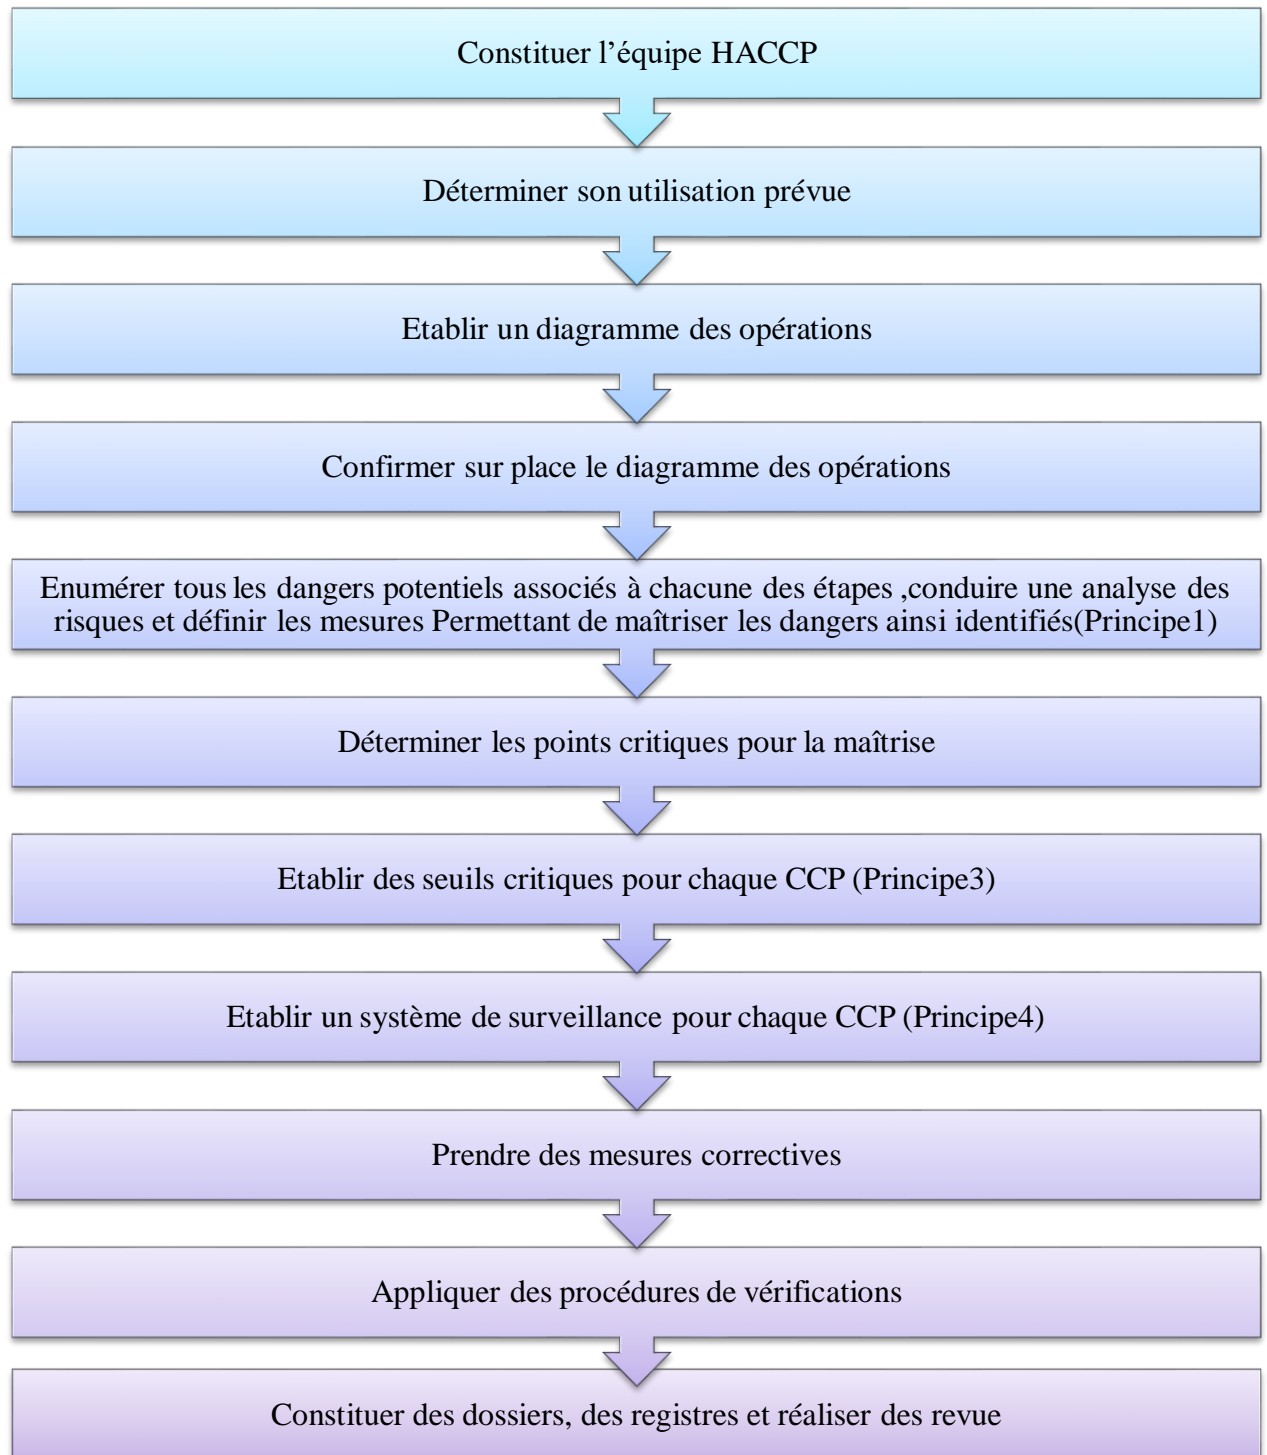 Constituer l’équipe HACCP
Déterminer son utilisation prévue
Etablir un diagramme des opérations
Confirmer sur place le diagramme des opérations
Enumérer tous les dangers potentiels associés à chacune des étapes ,conduire une analyse des
risques et définir les mesures Permettant de maîtriser les dangers ainsi identifiés(Principe1)
Déterminer les points critiques pour la maîtrise
Etablir des seuils critiques pour chaque CCP (Principe3)
Etablir un système de surveillance pour chaque CCP (Principe4)
Prendre des mesures correctives
Appliquer des procédures de vérifications
Constituer des dossiers, des registres et réaliser des revue